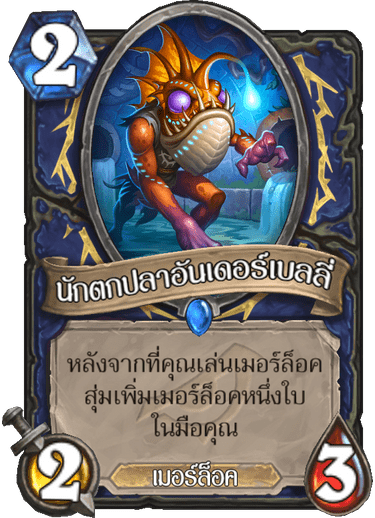 2
นักตกปลาอันเดอร์เบลลี่
หลังจากที่คุณเล่นเมอร์ล็อค
สุ่มเพิ่มเมอร์ล็อคหนึ่งใบ
ในมือคุณ
2
เมอร์ล็อค
3